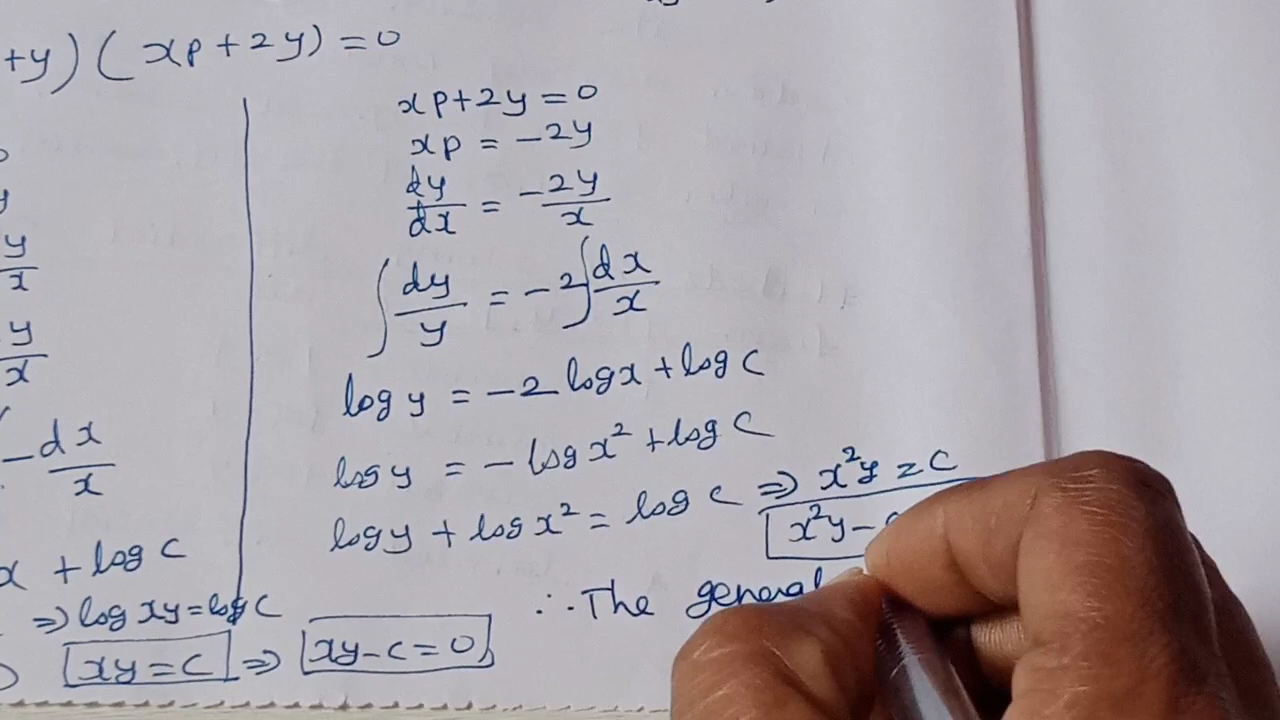 +y) (xp + 2y) = 0
xp + 2y = 0
xp = -2y
dy/dx = -2y/x
∫ dy/y = -2 ∫ dx/x
log y = -2 log x + log c
log y = - log x² + log c
log y + log x² = log c ⇒ x²y = c
x²y -
∴ The general
y
y/x
y/x
- dx/x
x + log c
⇒ log xy = log c
xy = c ⇒ xy - c = 0